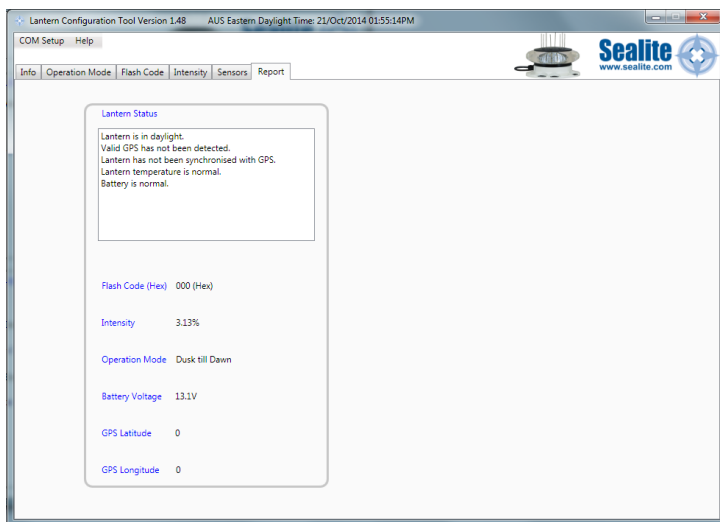 Lantern Configuration Tool Version 1.48 AUS Eastern Daylight Time: 21/Oct/2014 01:55:14PM
COM Setup Help
Sealite
www.sealite.com
Info Operation Mode Flash Code Intensity Sensors Report
Lantern Status
Lantern is in daylight.
Valid GPS has not been detected.
Lantern has not been synchronised with GPS.
Lantern temperature is normal.
Battery is normal.
Flash Code (Hex) 000 (Hex)
Intensity 3.13%
Operation Mode Dusk till Dawn
Battery Voltage 13.1V
GPS Latitude 0
GPS Longitude 0